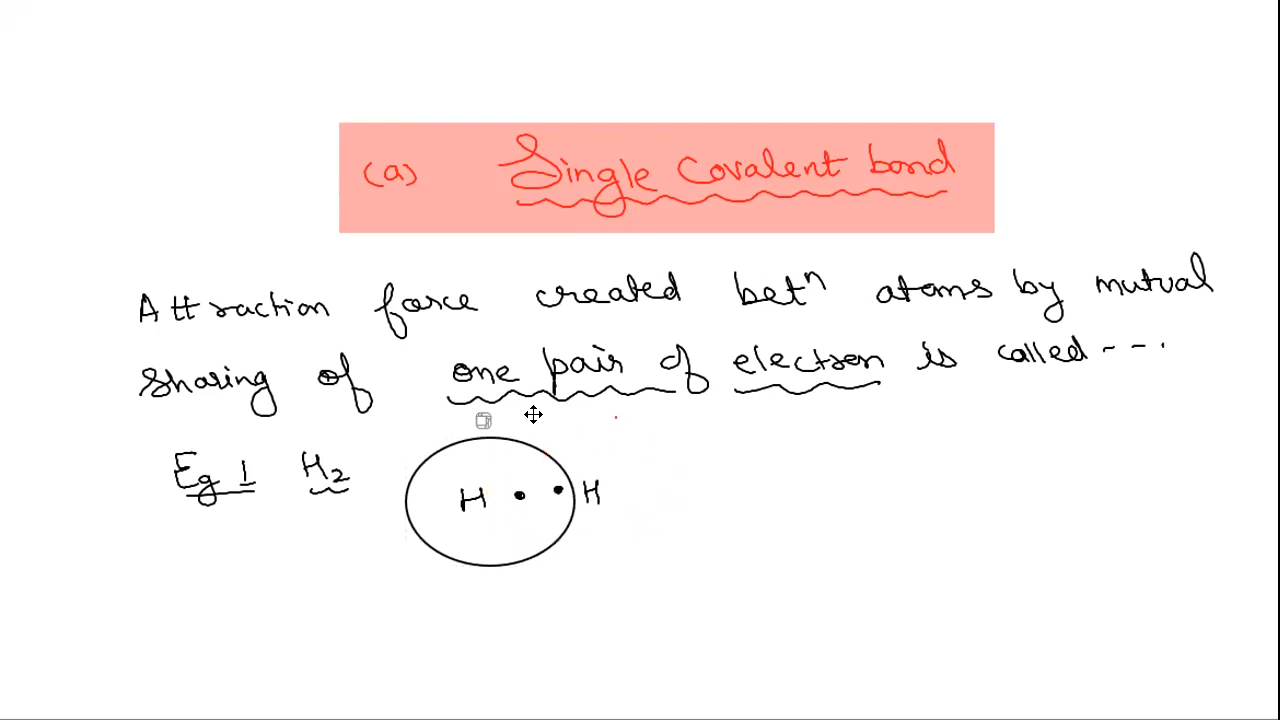 (a) Single Covalent bond
Attraction force created betⁿ atoms by mutual
sharing of one pair of electron is called - - .
Eg 1 H₂ H •• H